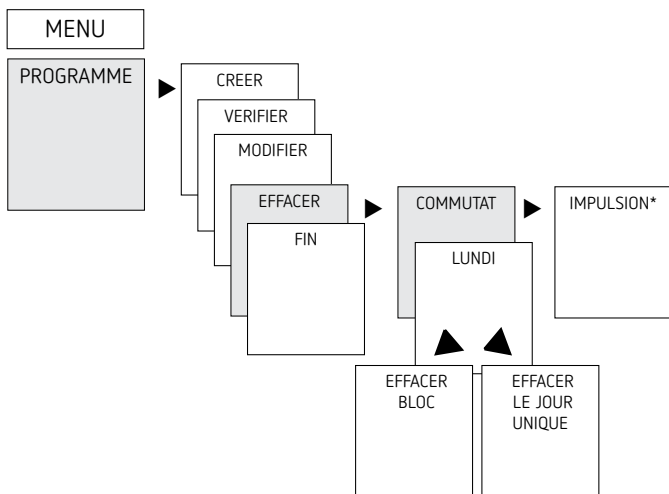 MENU
PROGRAMME
CREER
VERIFIER
MODIFIER
EFFACER
FIN
COMMUTAT
LUNDI
IMPULSION*
EFFACER
BLOC
EFFACER
LE JOUR
UNIQUE